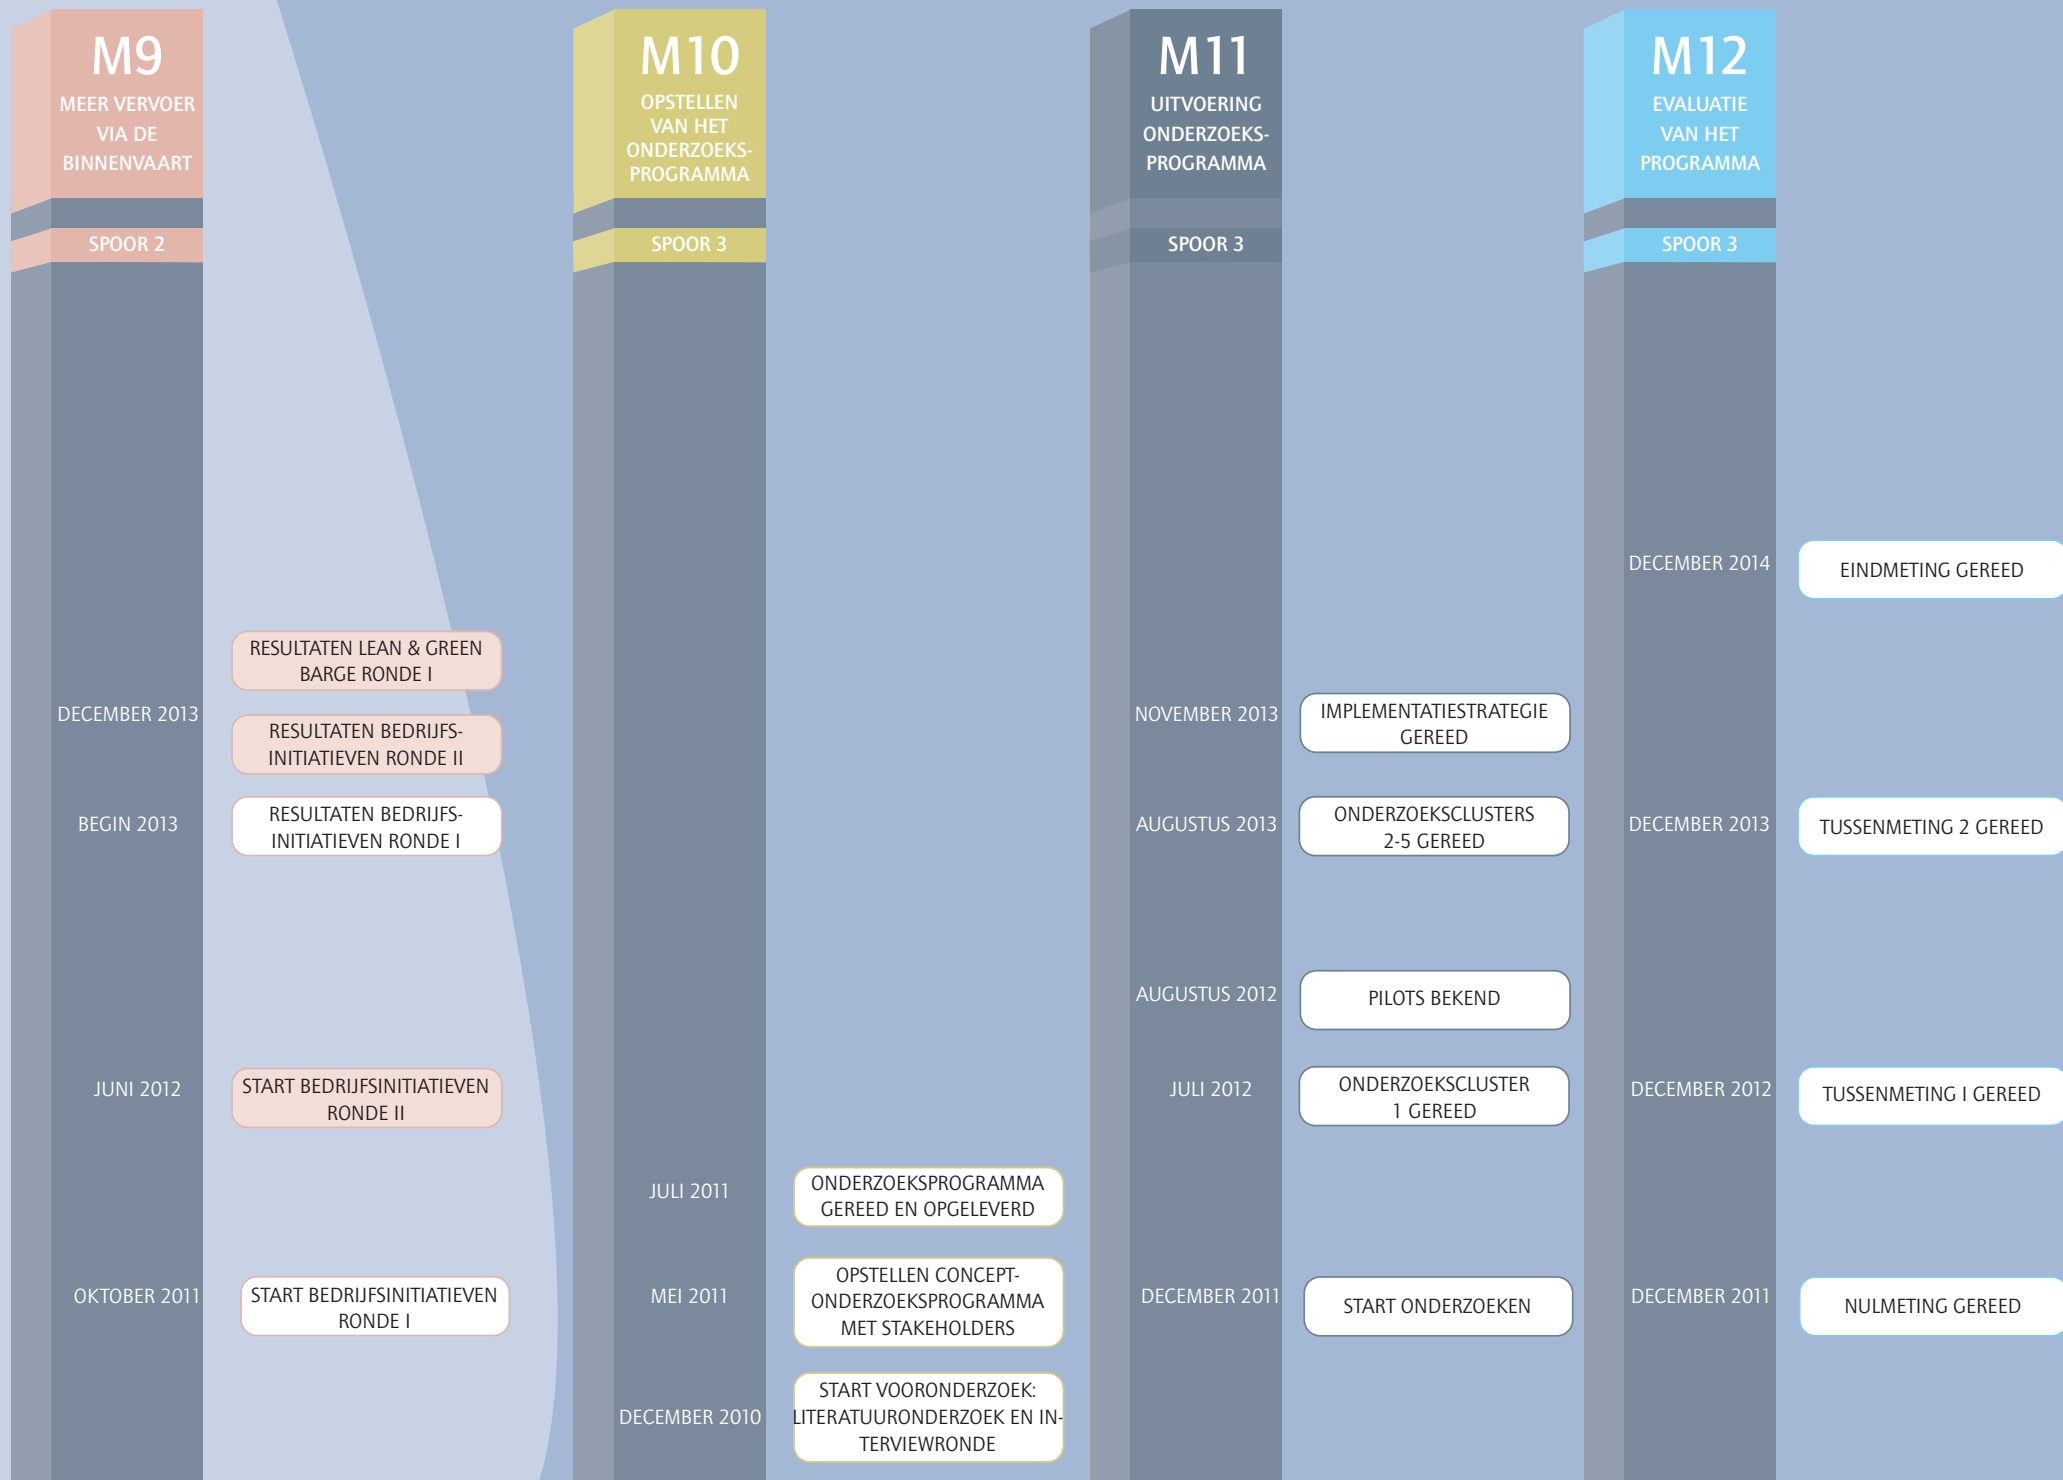 M9
MEER VERVOER
VIA DE
BINNENVAART
SPOOR 2
RESULTATEN LEAN & GREEN
BARGE RONDE I
DECEMBER 2013
RESULTATEN BEDRIJFS-
INITIATIEVEN RONDE II
BEGIN 2013
RESULTATEN BEDRIJFS-
INITIATIEVEN RONDE I
JUNI 2012
START BEDRIJFSINITIATIEVEN
RONDE II
OKTOBER 2011
START BEDRIJFSINITIATIEVEN
RONDE I
M10
OPSTELLEN
VAN HET
ONDERZOEKS-
PROGRAMMA
SPOOR 3
JULI 2011
ONDERZOEKSPROGRAMMA
GEREED EN OPGELEVERD
MEI 2011
OPSTELLEN CONCEPT-
ONDERZOEKSPROGRAMMA
MET STAKEHOLDERS
DECEMBER 2010
START VOORONDERZOEK:
LITERATUURONDERZOEK EN IN-
TERVIEWRONDE
M11
UITVOERING
ONDERZOEKS-
PROGRAMMA
SPOOR 3
NOVEMBER 2013
IMPLEMENTATIESTRATEGIE
GEREED
AUGUSTUS 2013
ONDERZOEKSCLUSTERS
2-5 GEREED
AUGUSTUS 2012
PILOTS BEKEND
JULI 2012
ONDERZOEKSCLUSTER
1 GEREED
DECEMBER 2011
START ONDERZOEKEN
M12
EVALUATIE
VAN HET
PROGRAMMA
SPOOR 3
DECEMBER 2014
EINDMETING GEREED
DECEMBER 2013
TUSSENMETING 2 GEREED
DECEMBER 2012
TUSSENMETING I GEREED
DECEMBER 2011
NULMETING GEREED